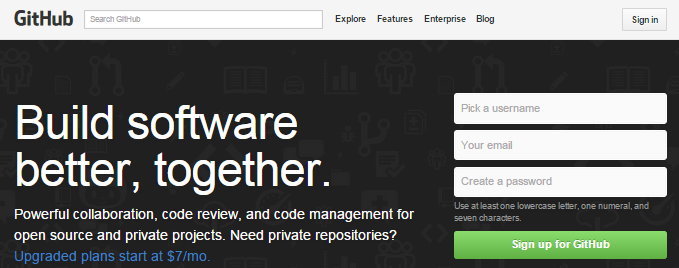 GitHub Search GitHub Explore Features Enterprise Blog Sign in
Build software
better, together.
Powerful collaboration, code review, and code management for
open source and private projects. Need private repositories?
Upgraded plans start at $7/mo.
Pick a username
Your email
Create a password
Use at least one lowercase letter, one numeral, and
seven characters.
Sign up for GitHub